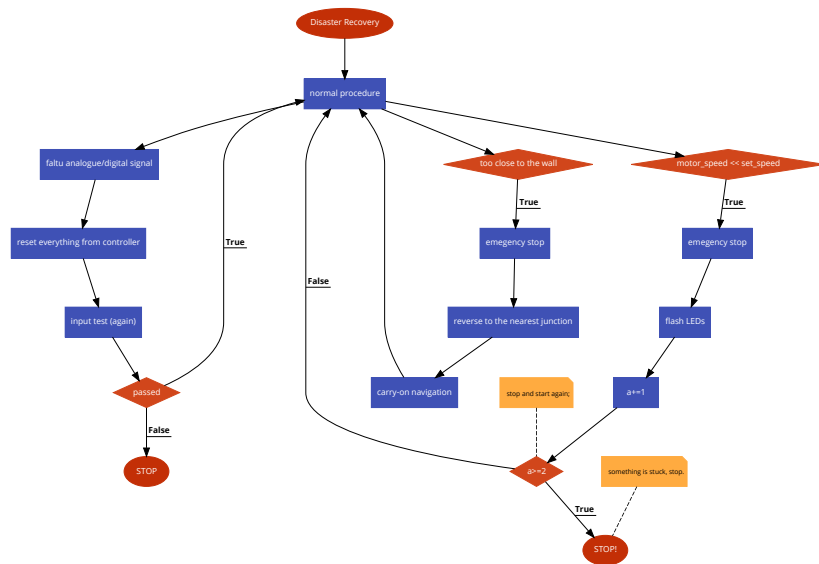 Disaster Recovery
normal procedure
faltu analogue/digital signal
too close to the wall
motor_speed << set_speed
True
True
reset everything from controller
True
emegency stop
emegency stop
False
input test (again)
reverse to the nearest junction
flash LEDs
passed
carry-on navigation
stop and start again;
a+=1
False
STOP
a>=2
something is stuck, stop.
True
STOP!